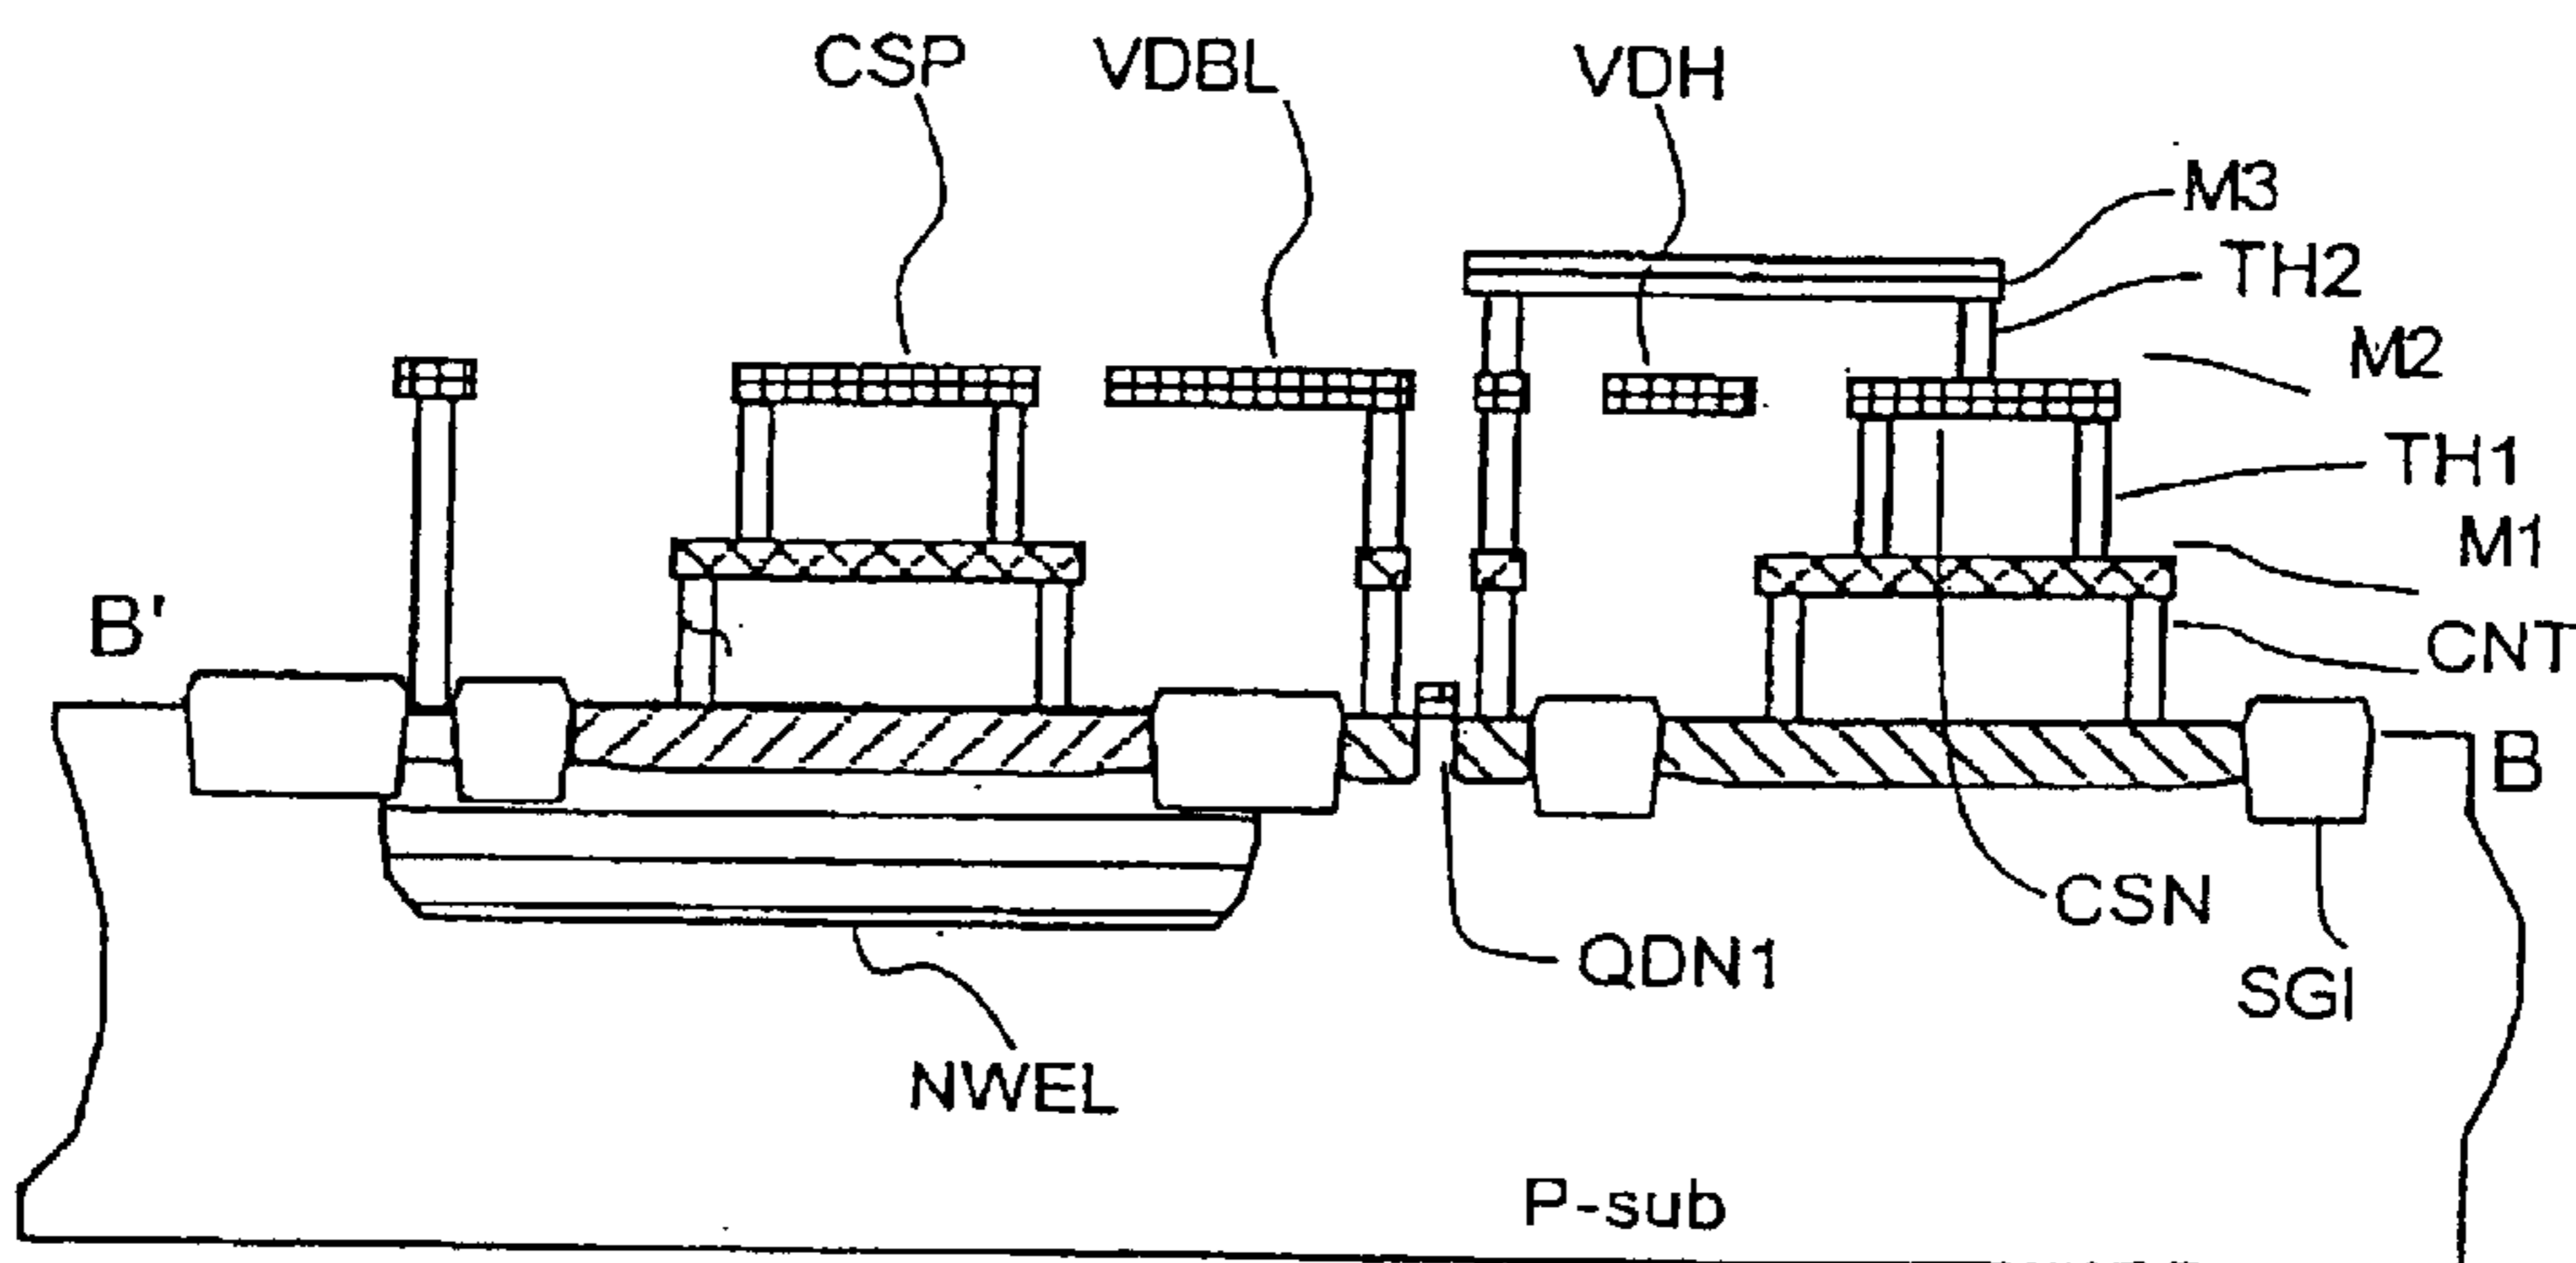 CSP VDBL VDH
M3
TH2
M2
TH1
M1
B' CNT
B
CSN
QDN1
SGI
NWEL
P-sub